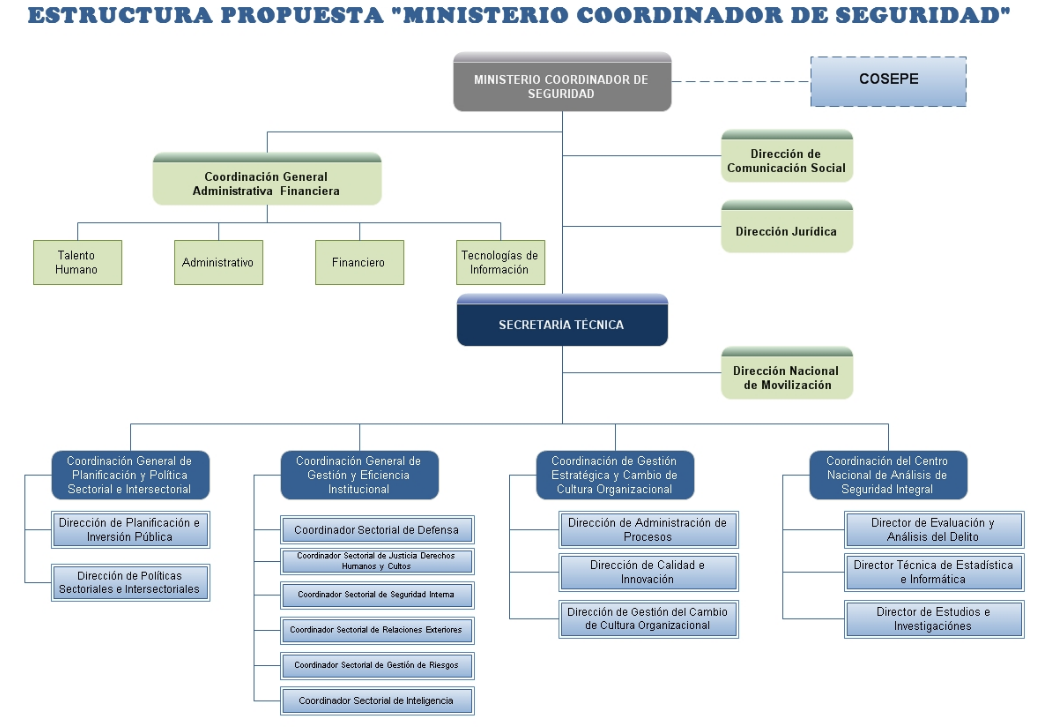 ESTRUCTURA PROPUESTA "MINISTERIO COORDINADOR DE SEGURIDAD"
MINISTERIO COORDINADOR DE
SEGURIDAD
COSEPE
Dirección de
Comunicación Social
Coordinación General
Administrativa Financiera
Dirección Jurídica
Talento
Humano
Administrativo
Financiero
Tecnologías de
Información
SECRETARÍA TÉCNICA
Dirección Nacional
de Movilización
Coordinación General de
Planificación y Política
Sectorial e Intersectorial
Dirección de Planificación e
Inversión Pública
Dirección de Políticas
Sectoriales e Intersectoriales
Coordinación General de
Gestión y Eficiencia
Institucional
Coordinador Sectorial de Defensa
Coordinador Sectorial de Justicia Derechos
Humanos y Cultos
Coordinador Sectorial de Seguridad Interna
Coordinador Sectorial de Relaciones Exteriores
Coordinador Sectorial de Gestión de Riesgos
Coordinador Sectorial de Inteligencia
Coordinación de Gestión
Estratégica y Cambio de
Cultura Organizacional
Dirección de Administración de
Procesos
Dirección de Calidad e
Innovación
Dirección de Gestión del Cambio
de Cultura Organizacional
Coordinación del Centro
Nacional de Análisis de
Seguridad Integral
Director de Evaluación y
Análisis del Delito
Director Técnica de Estadística
e Informática
Director de Estudios e
Investigaciónes